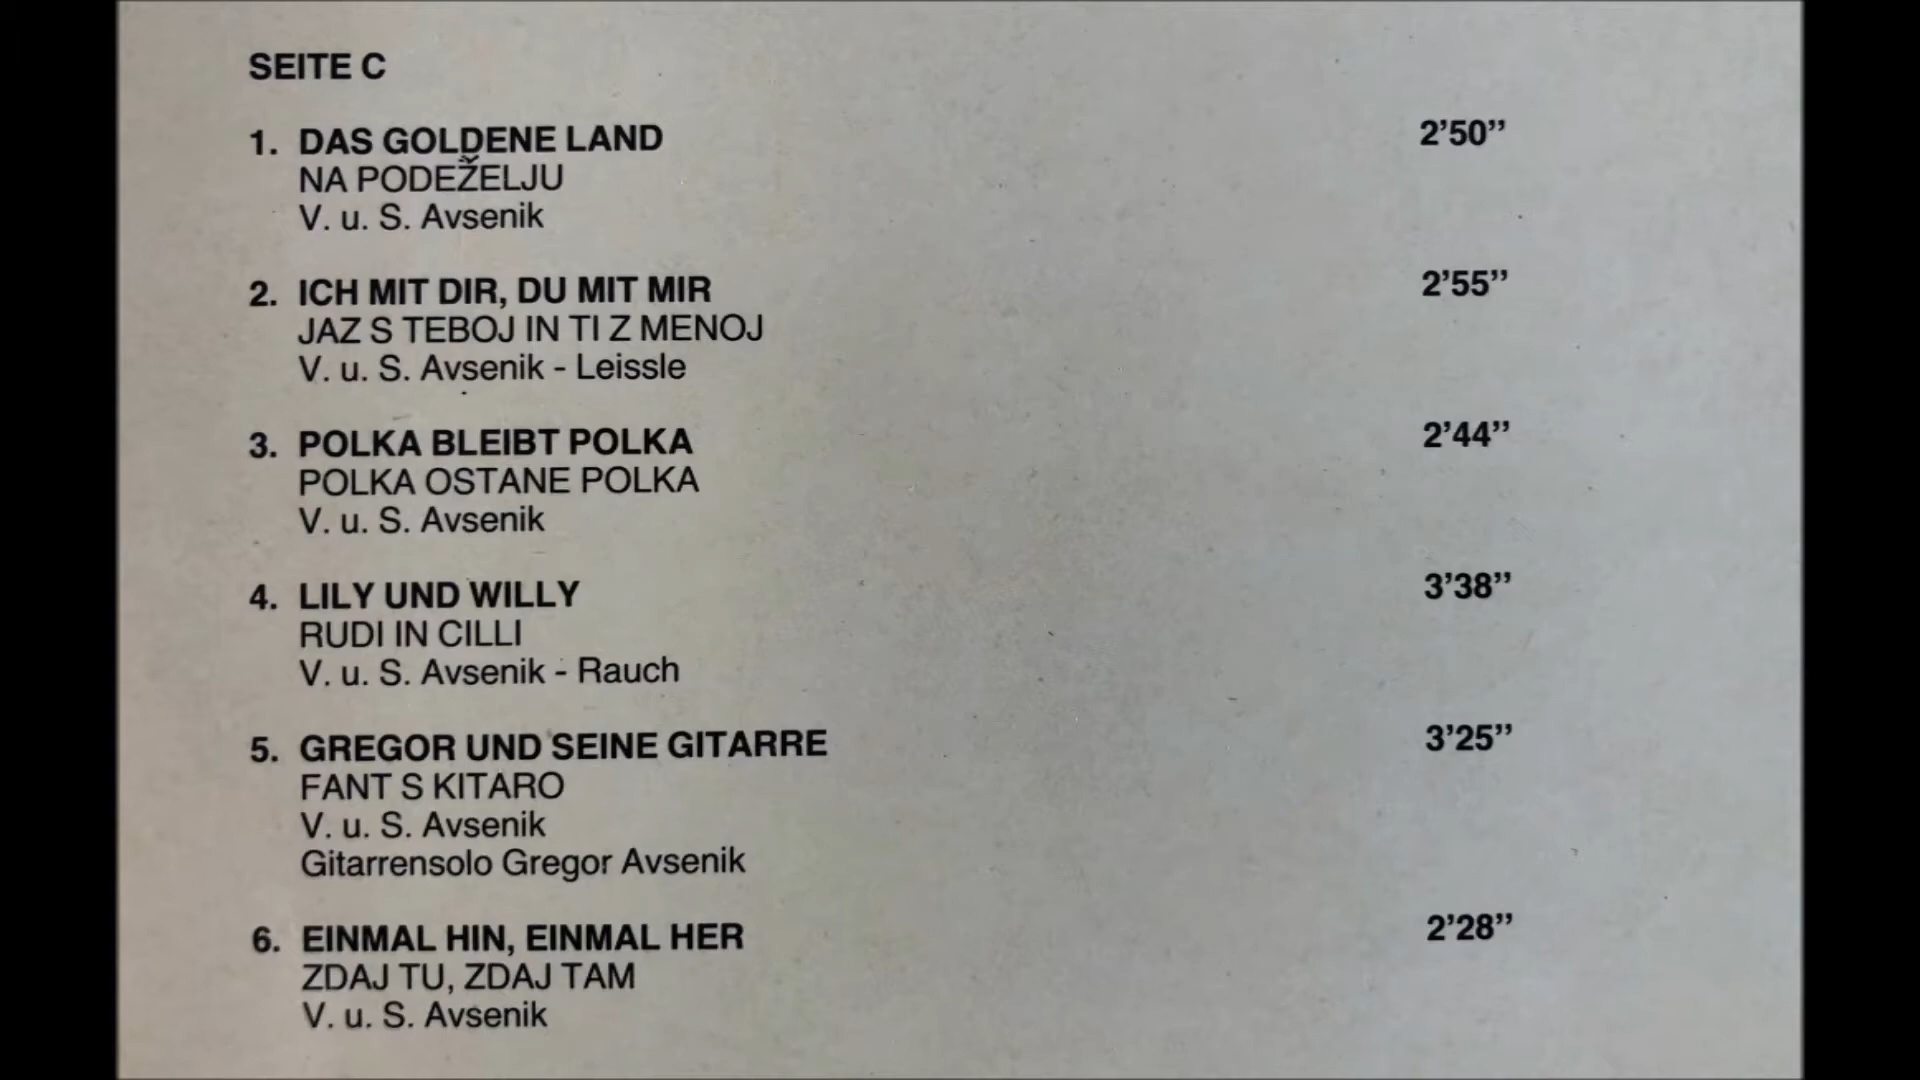 SEITE C
1. DAS GOLDENE LAND 2’50”
NA PODEŽELJU
V. u. S. Avsenik
2. ICH MIT DIR, DU MIT MIR 2’55”
JAZ S TEBOJ IN TI Z MENOJ
V. u. S. Avsenik - Leissle
3. POLKA BLEIBT POLKA 2’44”
POLKA OSTANE POLKA
V. u. S. Avsenik
4. LILY UND WILLY 3’38”
RUDI IN CILLI
V. u. S. Avsenik - Rauch
5. GREGOR UND SEINE GITARRE 3’25”
FANT S KITARO
V. u. S. Avsenik
Gitarrensolo Gregor Avsenik
6. EINMAL HIN, EINMAL HER 2’28”
ZDAJ TU, ZDAJ TAM
V. u. S. Avsenik